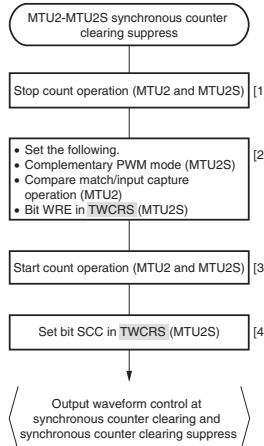 MTU2-MTU2S synchronous counter
clearing suppress
Stop count operation (MTU2 and MTU2S)
[1
• Set the following.
[2
• Complementary PWM mode (MTU2S)
• Compare match/input capture
operation (MTU2)
• Bit WRE in TWCRS (MTU2S)
Start count operation (MTU2 and MTU2S)
[3
Set bit SCC in TWCRS (MTU2S)
[4
Output waveform control at
synchronous counter clearing and
synchronous counter clearing suppress